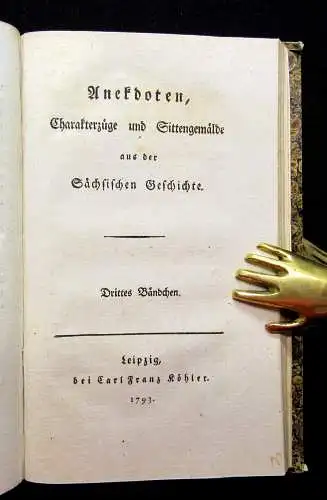 Anekdoten,
Charakterzüge und Sittengemälde
aus der
Sächsischen Geschichte.
Drittes Bändchen.
Leipzig,
bei Carl Franz Köhler.
1793.